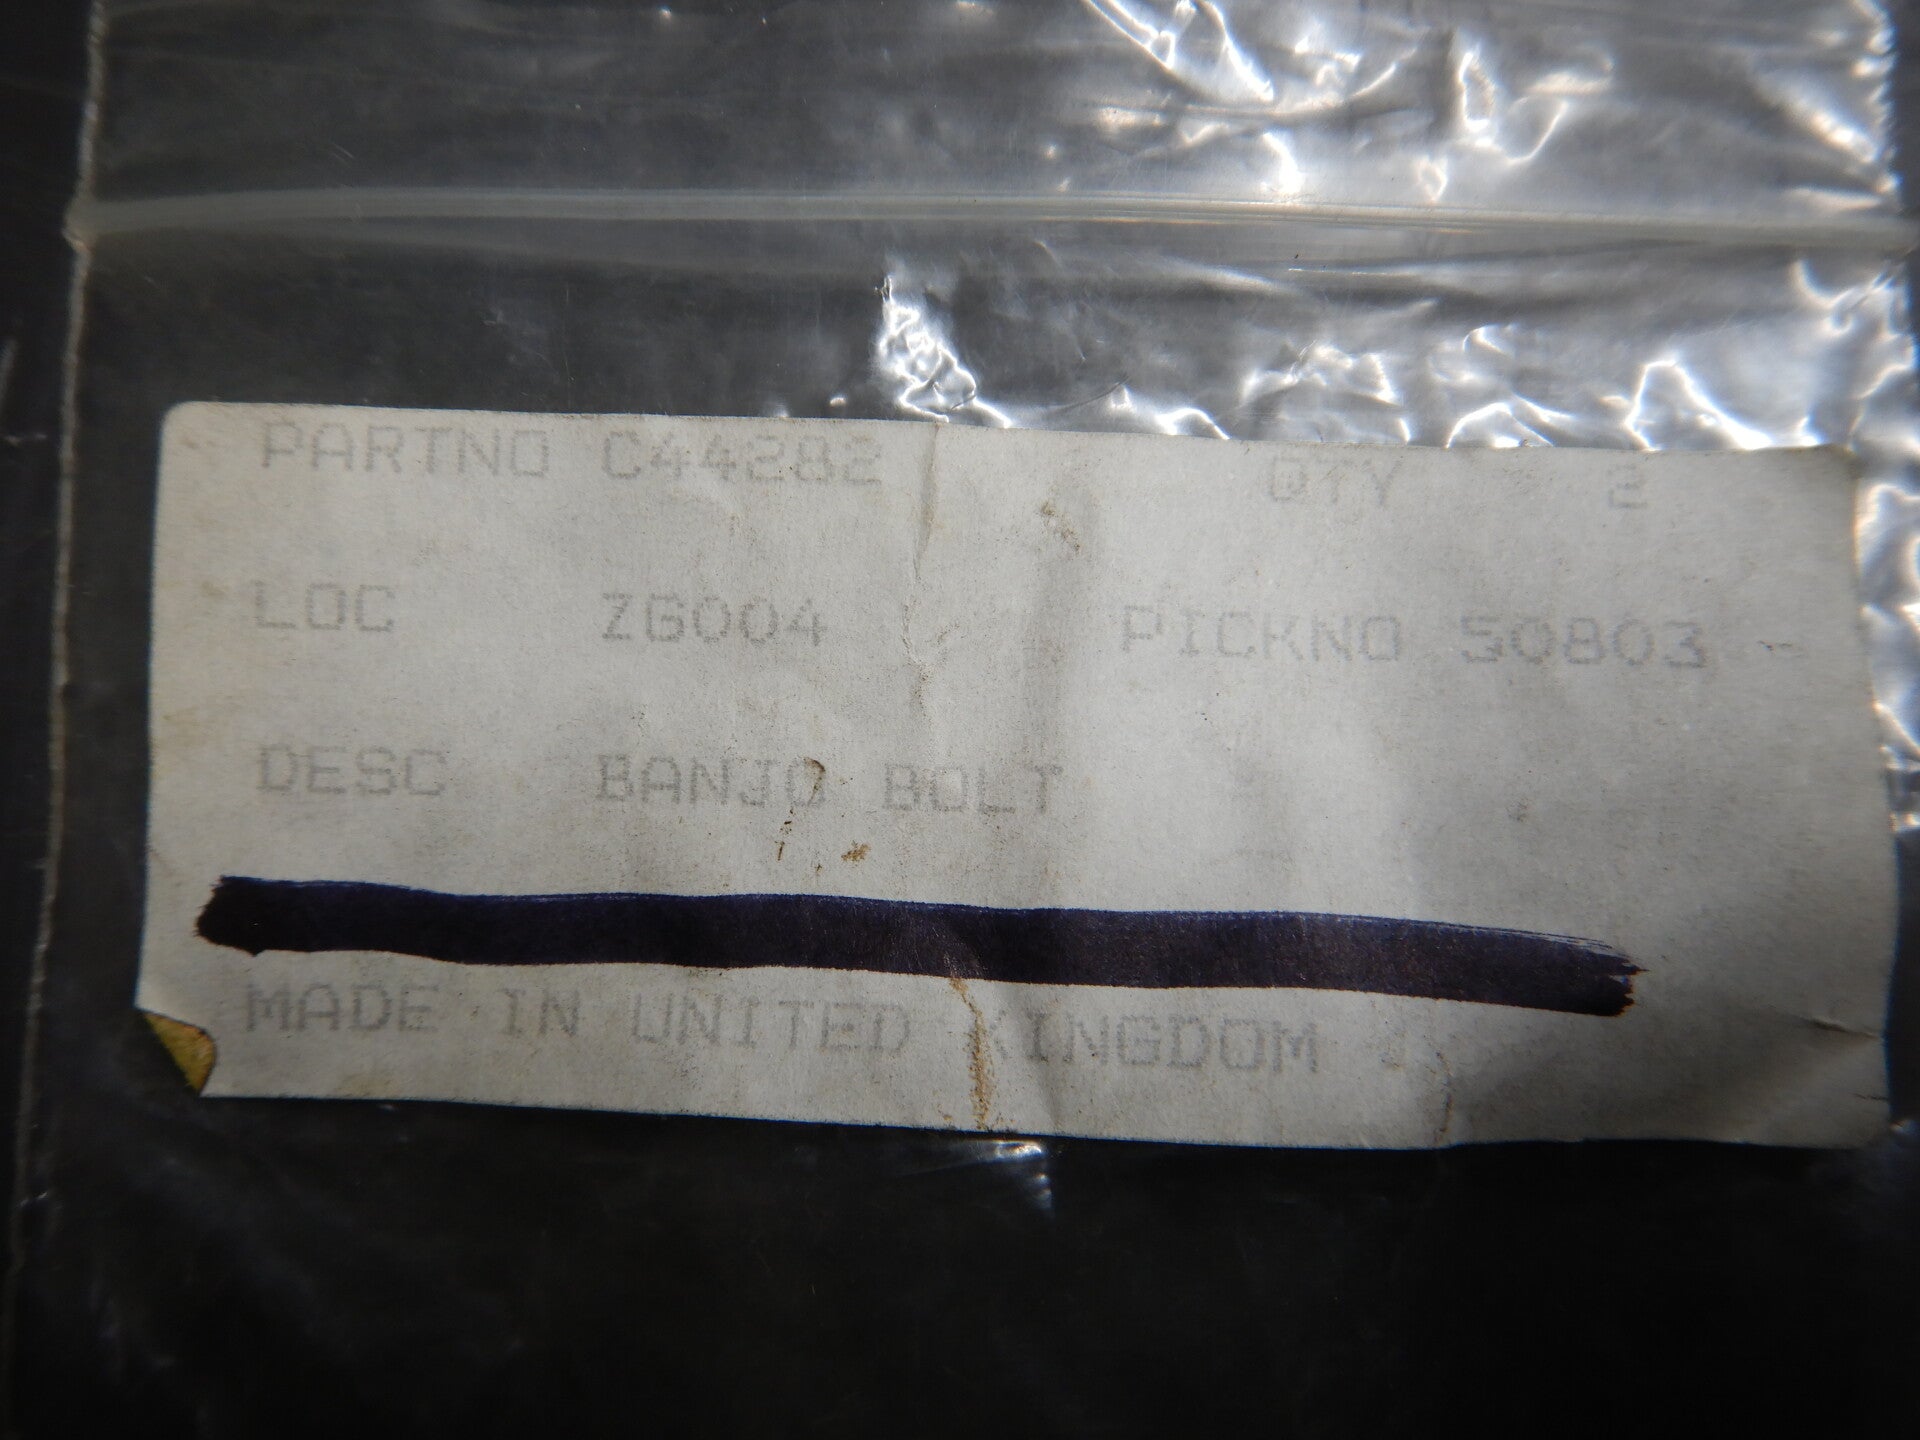 PARTNO C44282 QTY 2
LOC ZG004 PICKNO 50803
DESC BANJO BOLT
MADE IN UNITED KINGDOM